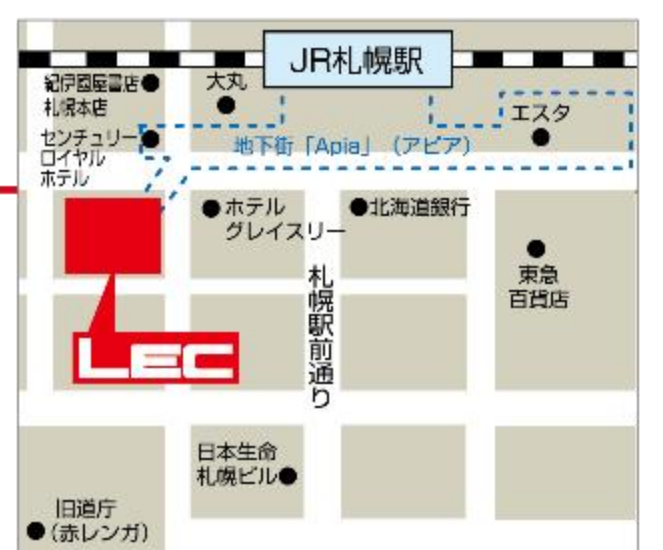 JR札幌駅
紀伊國屋書店
札幌本店
大丸
エスタ
センチュリー
ロイヤル
ホテル
地下街「Apia」（アピア）
ホテル
グレイスリー
北海道銀行
東急
百貨店
札幌駅前通り
LEC
日本生命
札幌ビル
旧道庁
（赤レンガ）